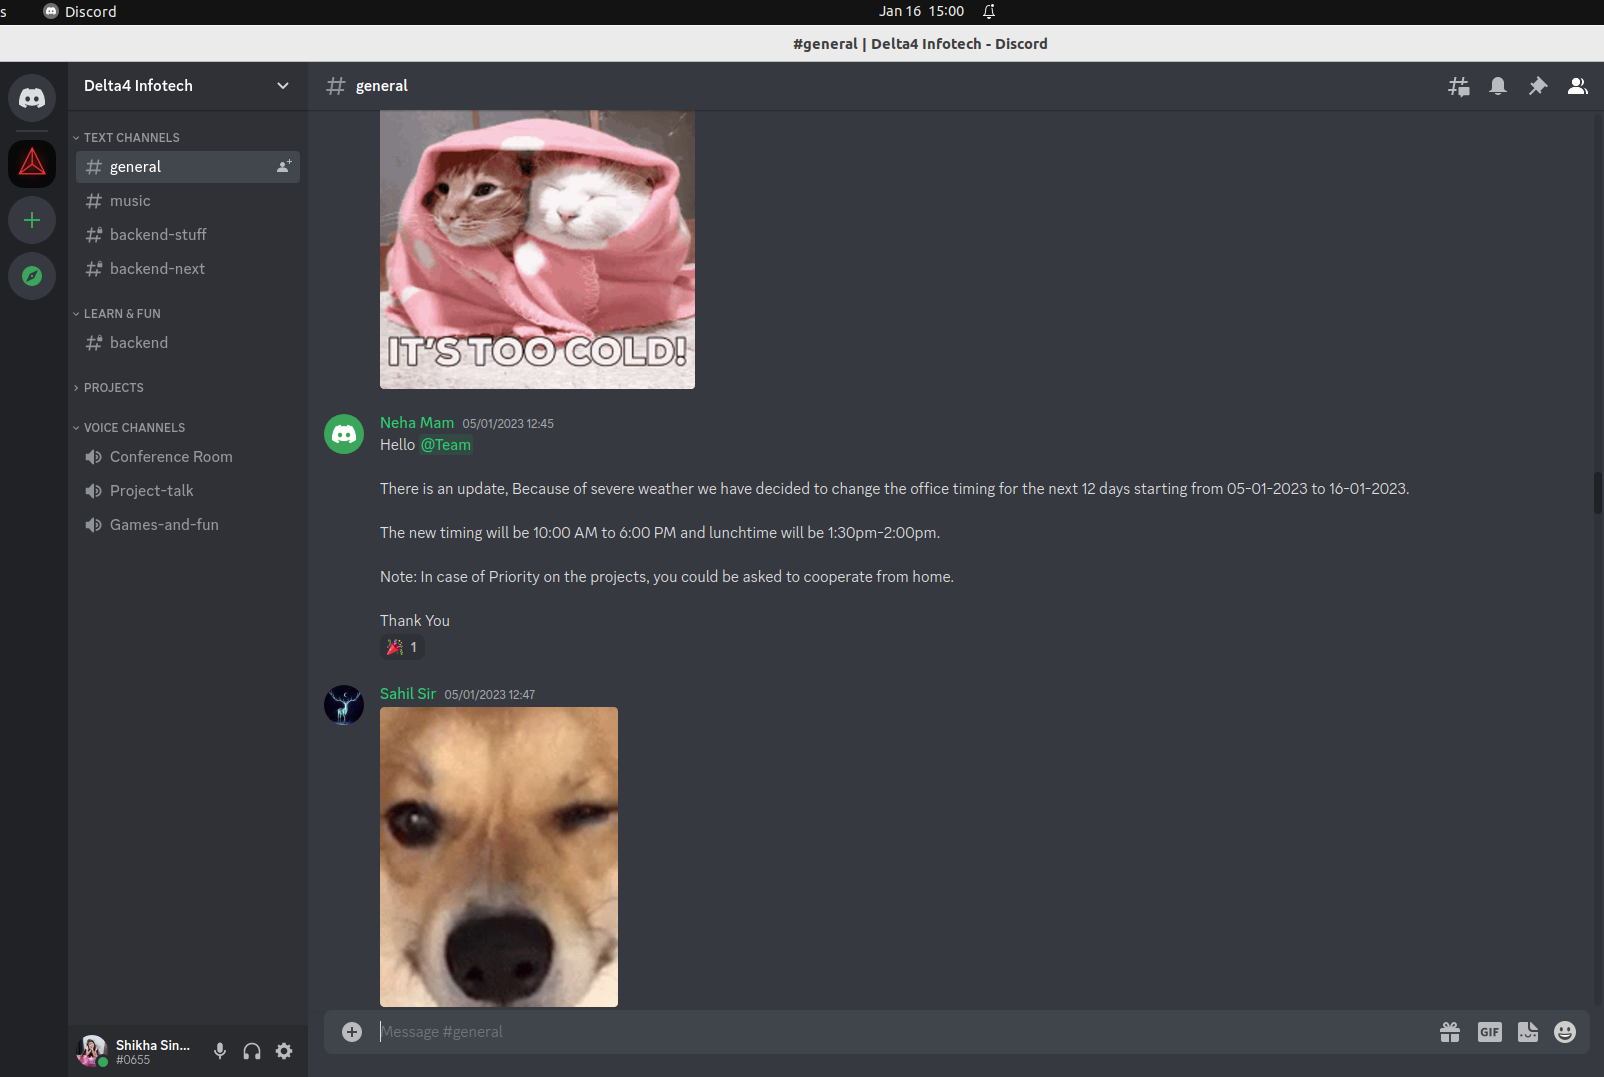 s
Discord
Jan 16 15:00
#general | Delta4 Infotech - Discord
Delta4 Infotech
general
TEXT CHANNELS
general
music
backend-stuff
backend-next
LEARN & FUN
backend
PROJECTS
VOICE CHANNELS
Conference Room
Project-talk
Games-and-fun
Shikha Sin...
#0655
IT'S TOO COLD!
Neha Mam 05/01/2023 12:45
Hello @Team
There is an update, Because of severe weather we have decided to change the office timing for the next 12 days starting from 05-01-2023 to 16-01-2023.
The new timing will be 10:00 AM to 6:00 PM and lunchtime will be 1:30pm-2:00pm.
Note: In case of Priority on the projects, you could be asked to cooperate from home.
Thank You
1
Sahil Sir 05/01/2023 12:47
Message #general
GIF